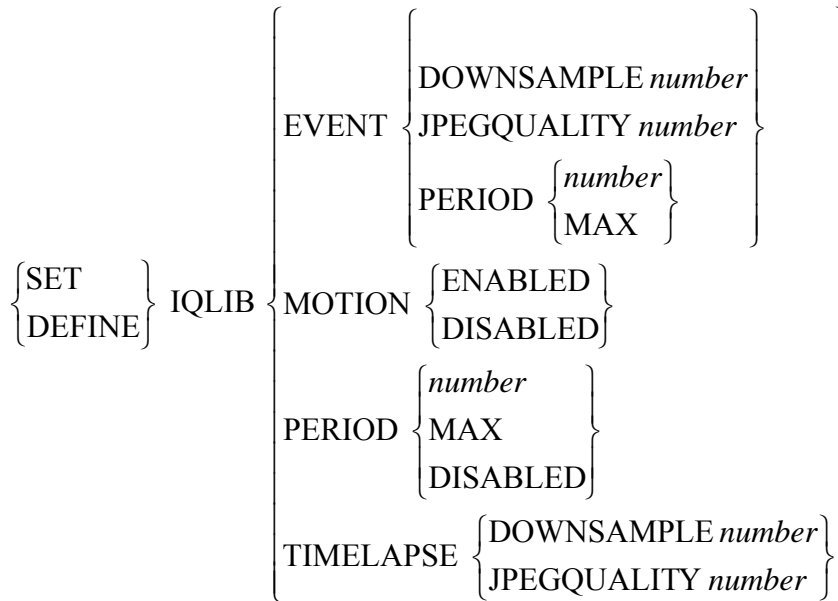 DOWNSAMPLE number
EVENT JPEGQUALITY number
PERIOD number
MAX
SET
DEFINE
IQLIB
MOTION ENABLED
DISABLED
PERIOD number
MAX
DISABLED
TIMELAPSE DOWNSAMPLE number
JPEGQUALITY number